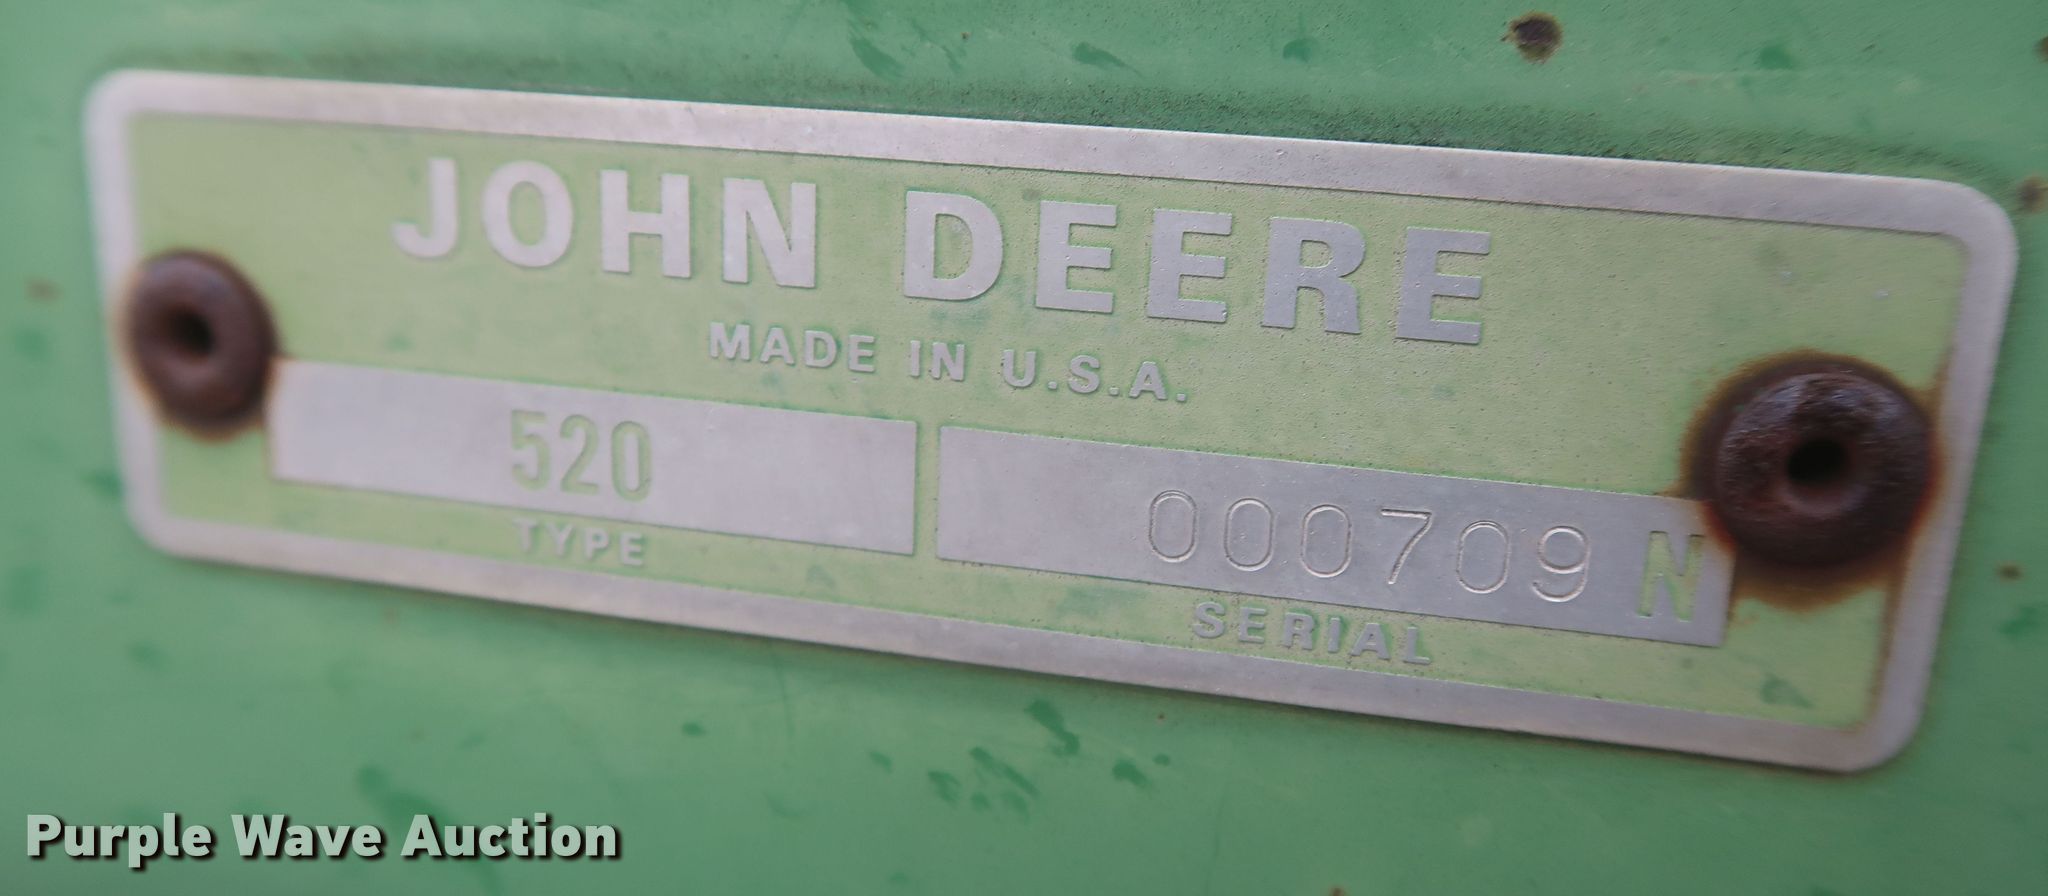 JOHN DEERE
MADE IN U.S.A.
520 000709 N
TYPE SERIAL
Purple Wave Auction